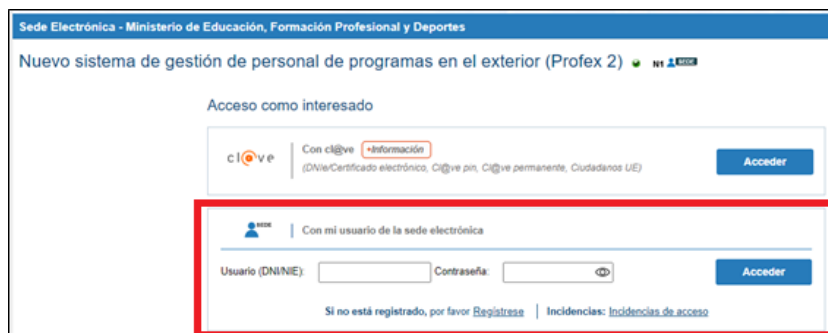 Sede Electrónica - Ministerio de Educación, Formación Profesional y Deportes
Nuevo sistema de gestión de personal de programas en el exterior (Profex 2) N1 SEDE
Acceso como interesado
cl@ve
Con cl@ve +Información
(DNIe/Certificado electrónico, Cl@ve pin, Cl@ve permanente, Ciudadanos UE)
Acceder
SEDE
Con mi usuario de la sede electrónica
Usuario (DNI/NIE): Contraseña: Acceder
Si no está registrado, por favor Regístrese Incidencias: Incidencias de acceso